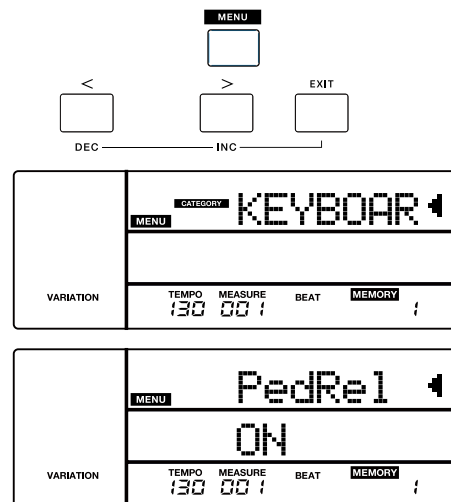 MENU
< > EXIT
DEC INC
CATEGORY KEYBOAR
MENU
VARIATION TEMPO MEASURE BEAT MEMORY
130 001 1
PedRel
MENU
ON
VARIATION TEMPO MEASURE BEAT MEMORY
130 001 1